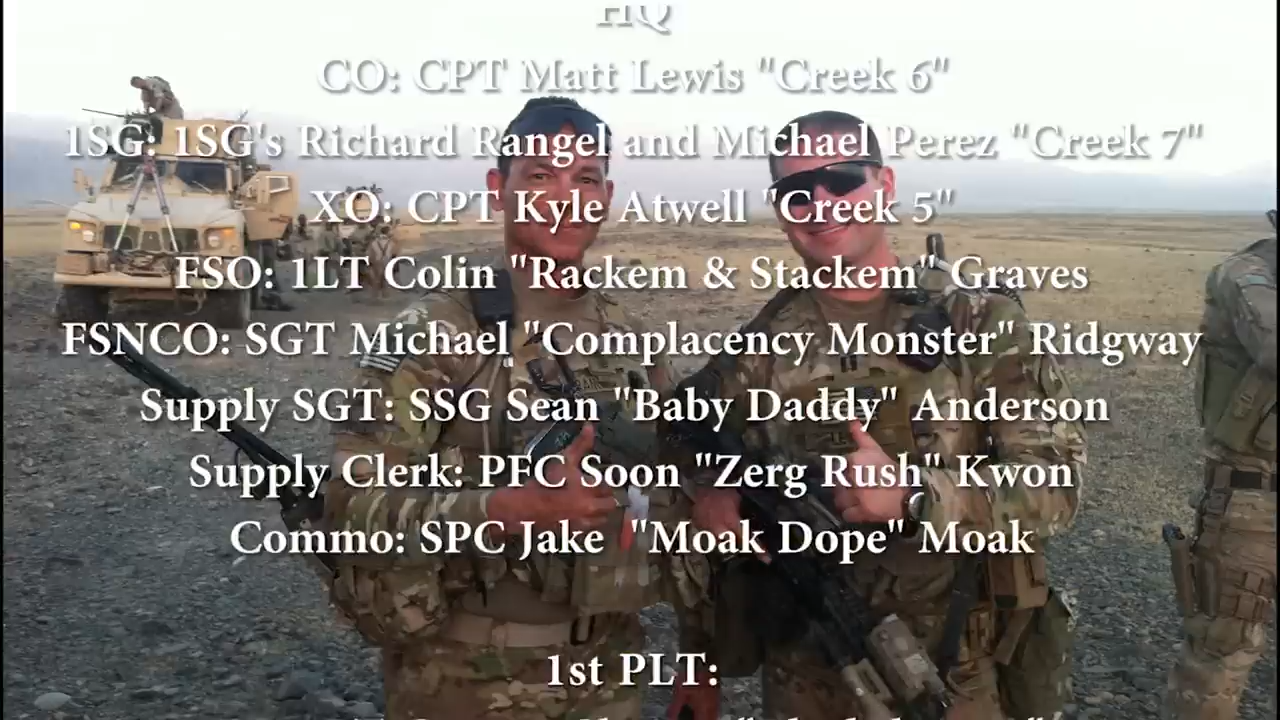 HQ
CO: CPT Matt Lewis "Creek 6"
1SG: 1SG's Richard Rangel and Michael Perez "Creek 7"
XO: CPT Kyle Atwell "Creek 5"
FSO: 1LT Colin "Rackem & Stackem" Graves
FSNCO: SGT Michael "Complacency Monster" Ridgway
Supply SGT: SSG Sean "Baby Daddy" Anderson
Supply Clerk: PFC Soon "Zerg Rush" Kwon
Commo: SPC Jake "Moak Dope" Moak
1st PLT: